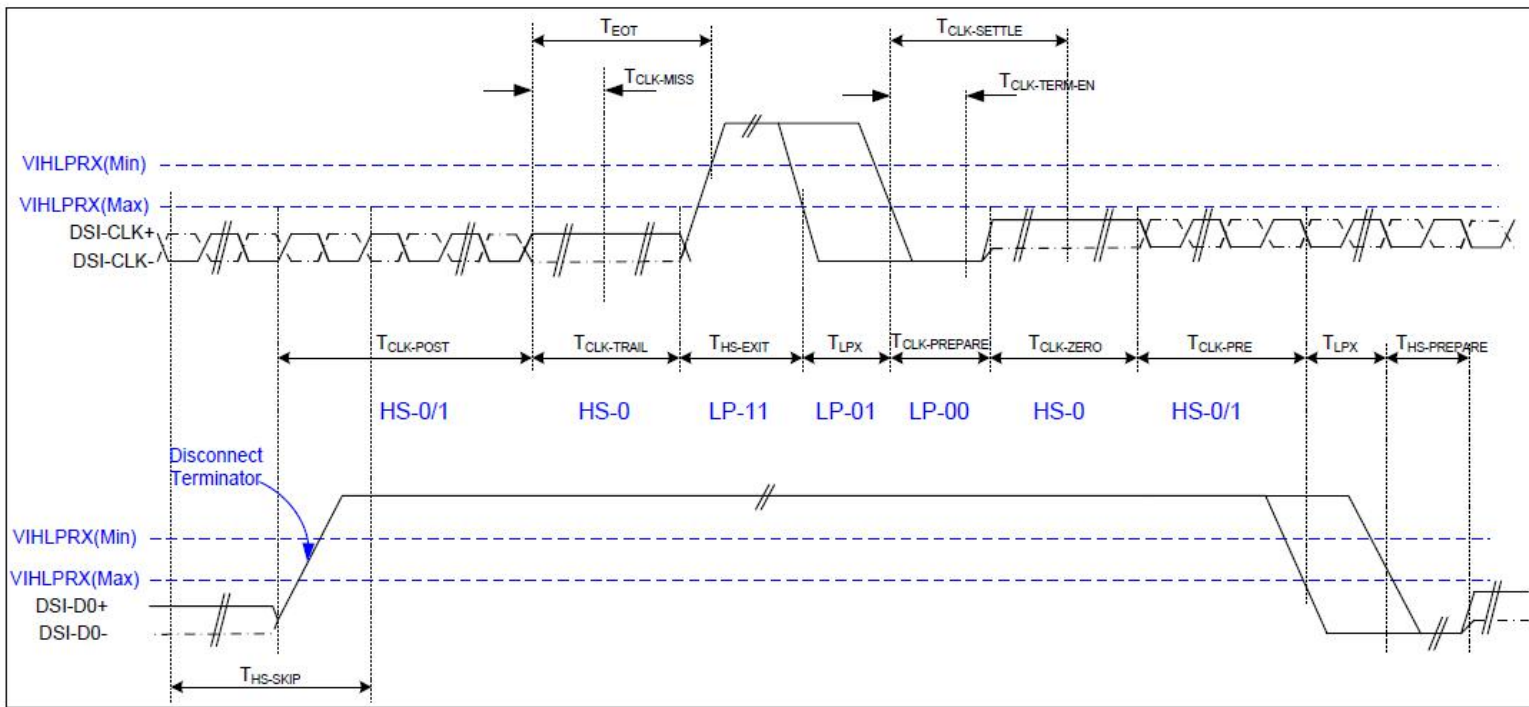 TEOT
TCLK-SETTLE
TCLK-MISS
TCLK-TERM-EN
VIHLPRX(Min)
VIHLPRX(Max)
DSI-CLK+
DSI-CLK-
TCLK-POST
TCLK-TRAIL
THS-EXIT
TLPX
TCLK-PREPARE
TCLK-ZERO
TCLK-PRE
TLPX
THS-PREPARE
HS-0/1
HS-0
LP-11
LP-01
LP-00
HS-0
HS-0/1
Disconnect
Terminator
VIHLPRX(Min)
VIHLPRX(Max)
DSI-D0+
DSI-D0-
THS-SKIP